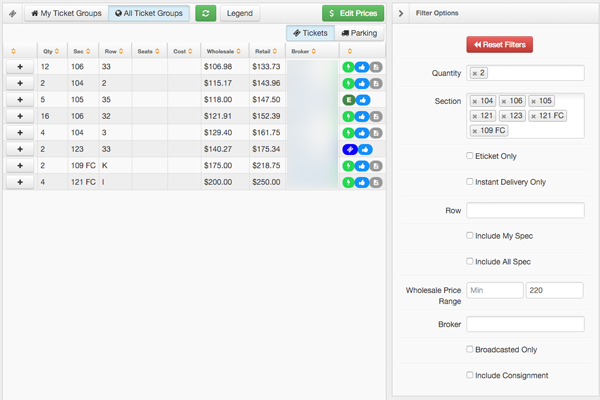 My Ticket Groups All Ticket Groups Legend $ Edit Prices
Tickets Parking
Qty Sec Row Seats Cost Wholesale Retail Broker
12 106 33 $106.98 $133.73
2 104 2 $115.17 $143.96
5 105 35 $118.00 $147.50
E
16 106 32 $121.91 $152.39
4 104 3 $129.40 $161.75
2 123 33 $140.27 $175.34
2 109 FC K $175.00 $218.75
4 121 FC I $200.00 $250.00
Filter Options
Reset Filters
Quantity × 2
Section × 104 × 106 × 105
× 121 × 123 × 121 FC
× 109 FC
Eticket Only
Instant Delivery Only
Row
Include My Spec
Include All Spec
Wholesale Price
Range
Min 220
Broker
Broadcasted Only
Include Consignment